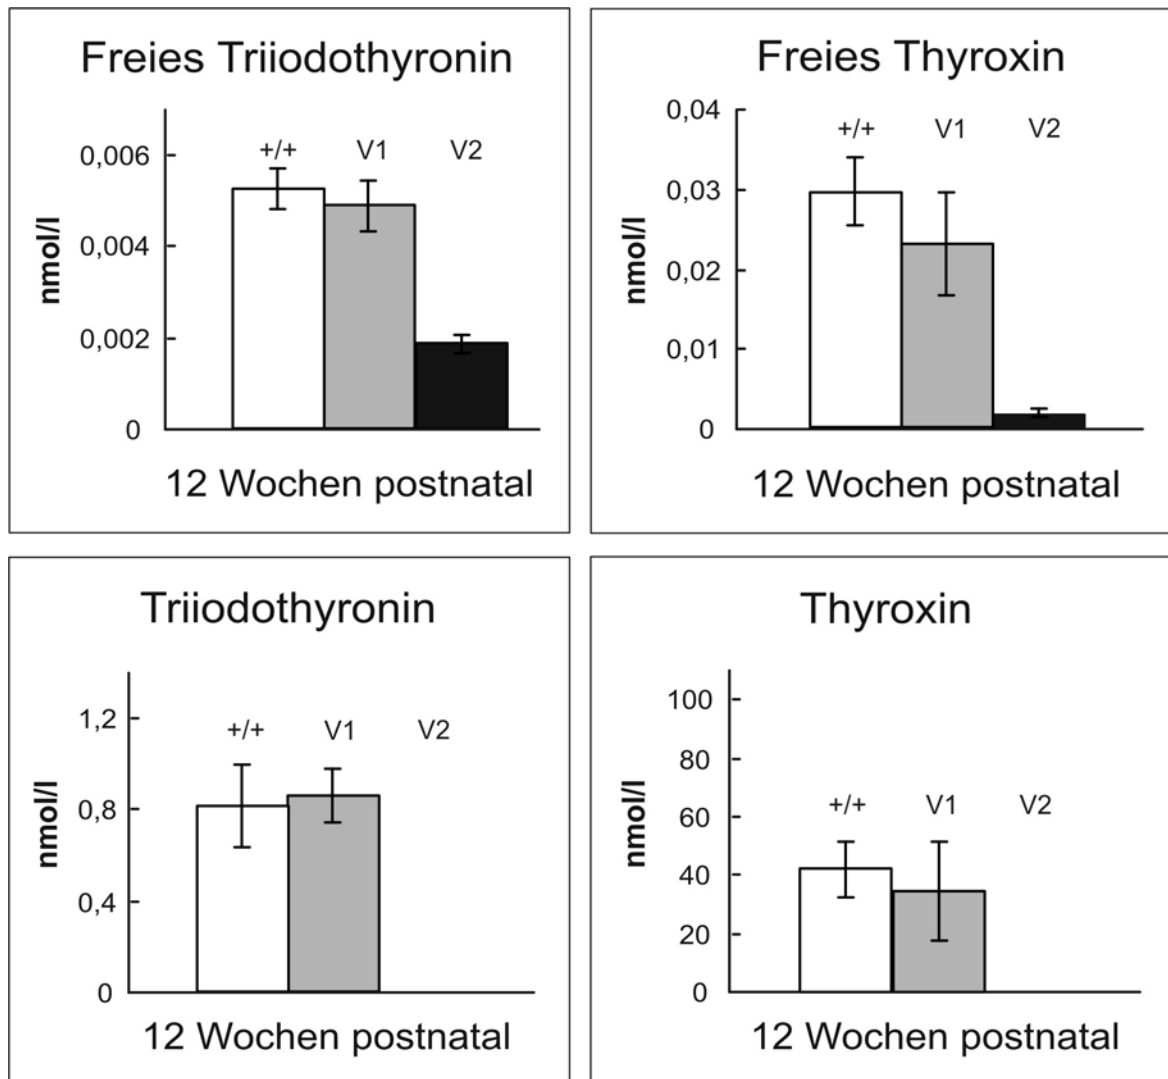 Freies Triiodothyronin
nmol/l
0,006
0,004
0,002
0
+/+ V1 V2
12 Wochen postnatal
Freies Thyroxin
nmol/l
0,04
0,03
0,02
0,01
0
+/+ V1 V2
12 Wochen postnatal
Triiodothyronin
nmol/l
1,2
0,8
0,4
0
+/+ V1 V2
12 Wochen postnatal
Thyroxin
nmol/l
100
80
60
40
20
0
+/+ V1 V2
12 Wochen postnatal